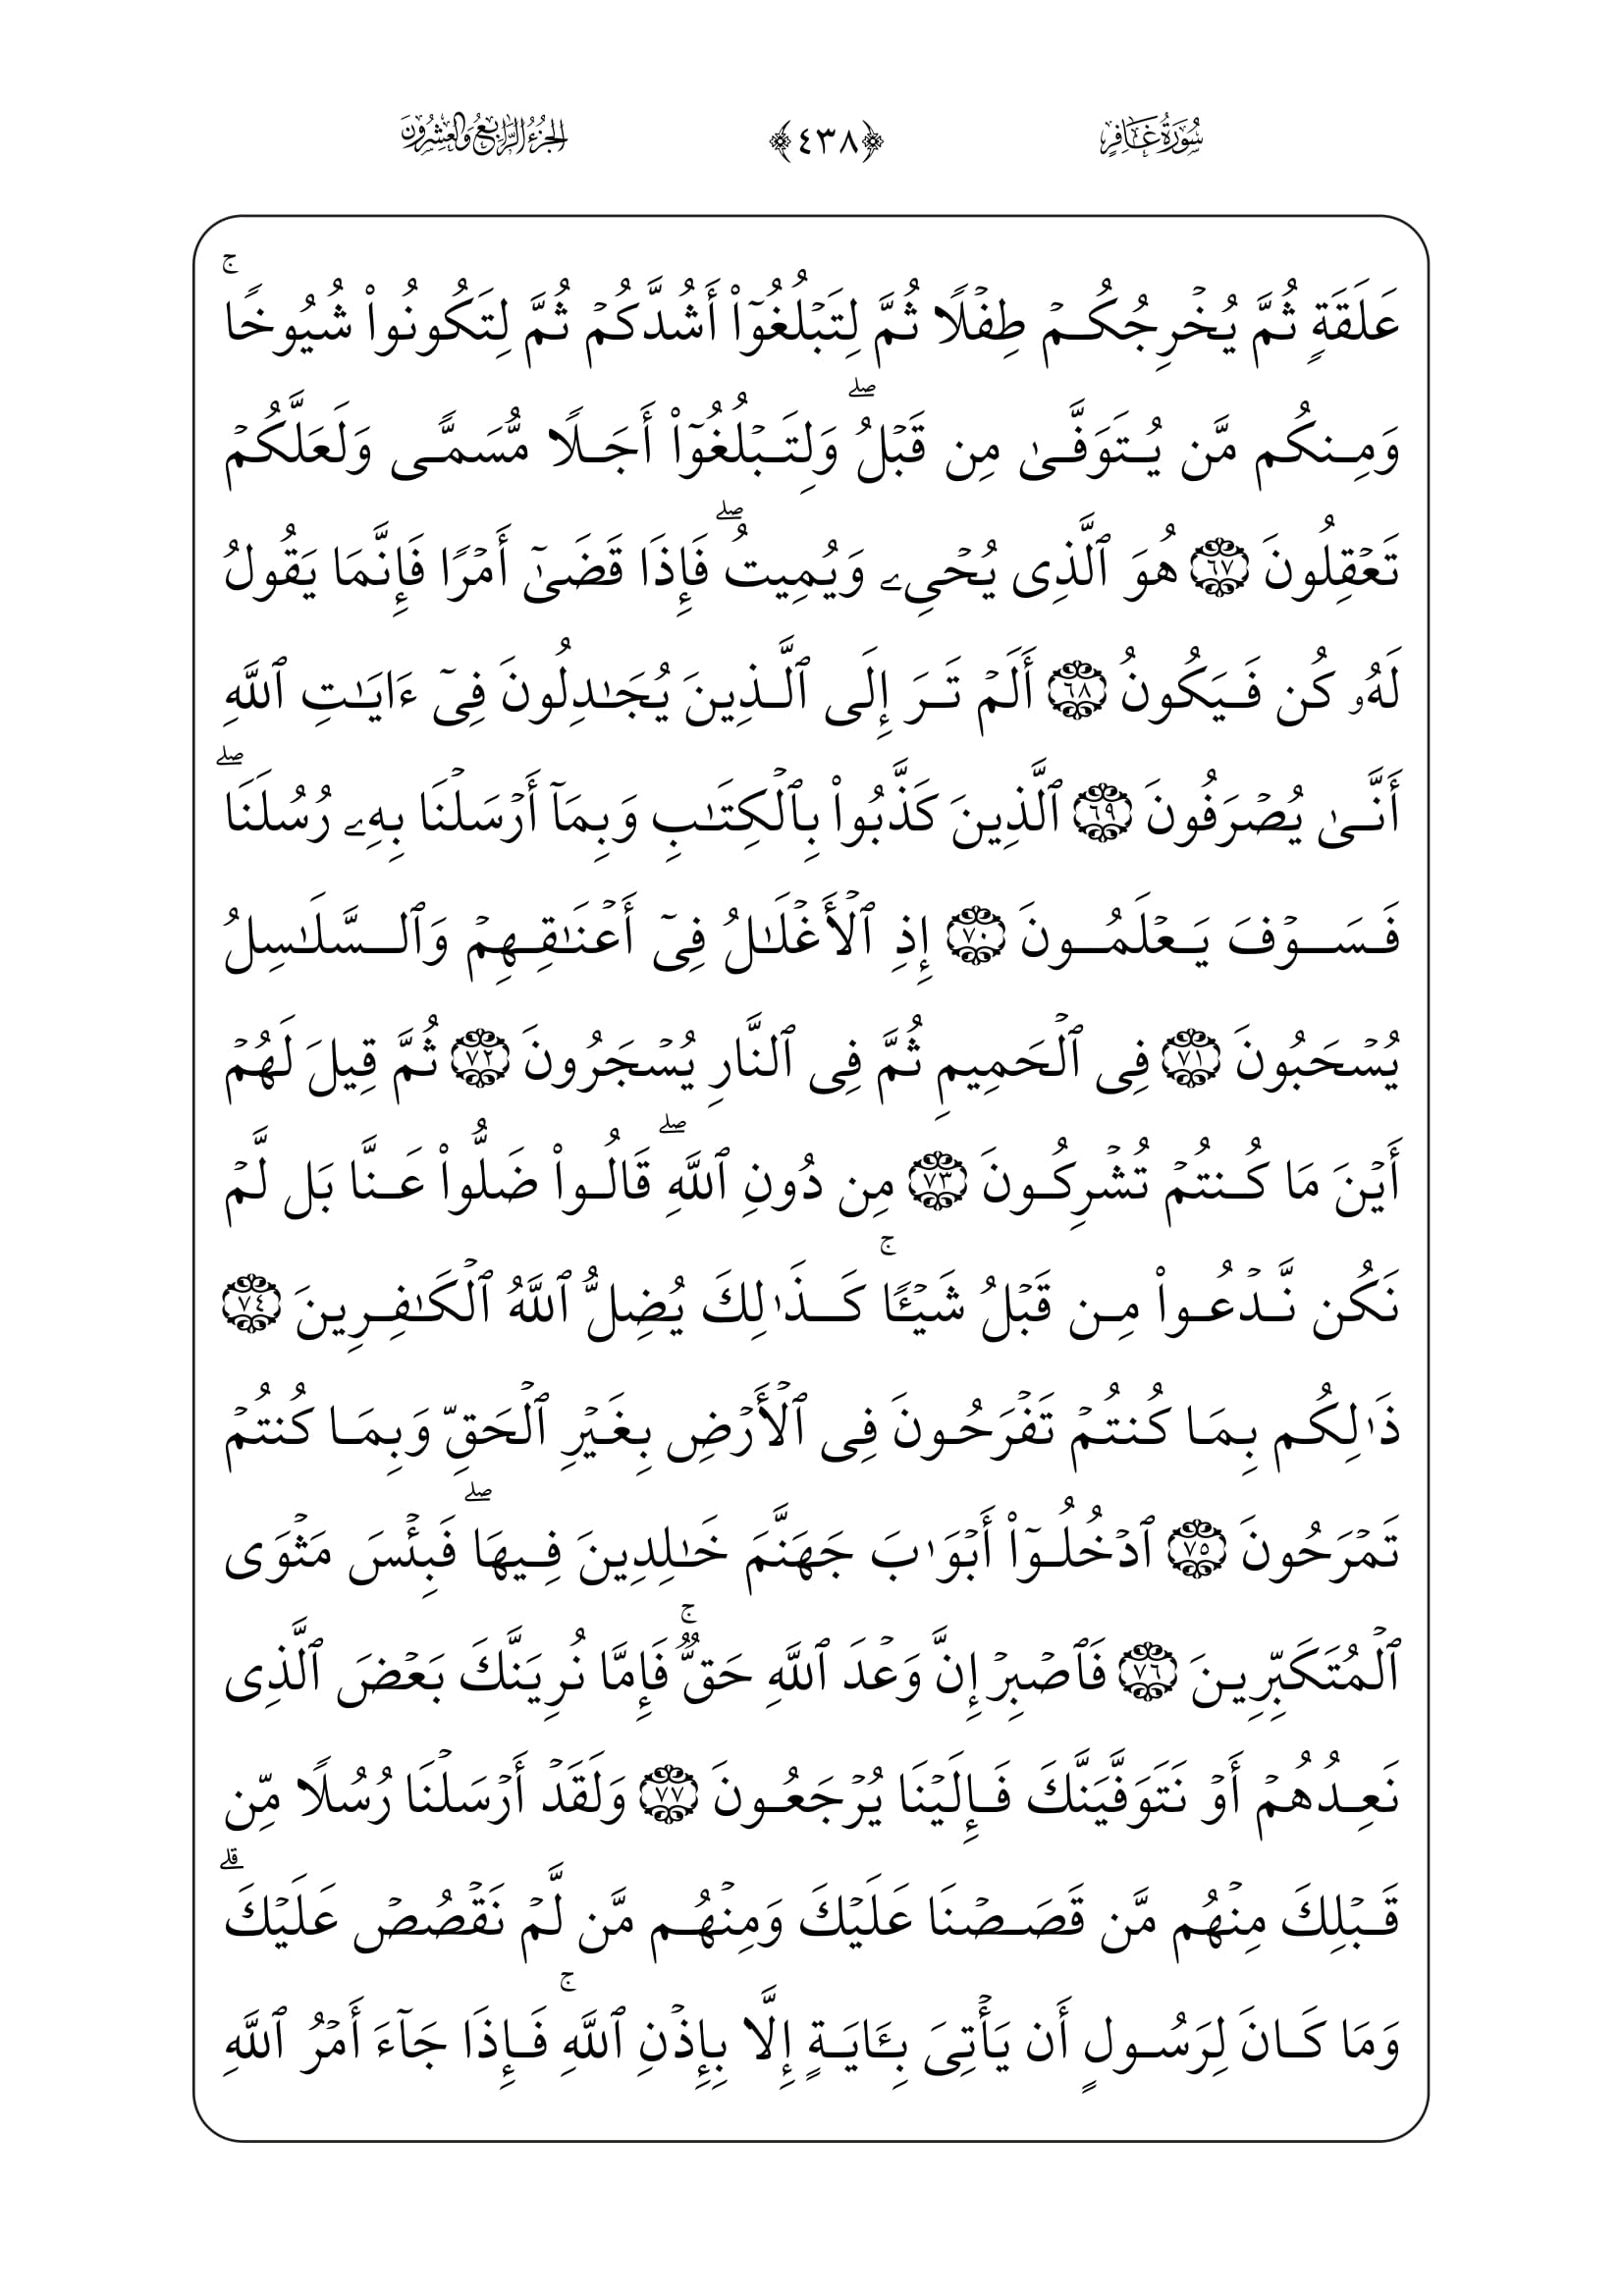 سُورَةُ غَافِرٍ ﴿٤٣٨﴾ الجُزْءُ الرَّابِعُ وَالعِشْرُونَ
عَلَقَةٍ ثُمَّ يُخْرِجُكُمْ طِفْلًا ثُمَّ لِتَبْلُغُوٓا۟ أَشُدَّكُمْ ثُمَّ لِتَكُونُوا۟ شُيُوخًا ۚ
وَمِنكُم مَّن يُتَوَفَّىٰ مِن قَبْلُ ۖ وَلِتَبْلُغُوٓا۟ أَجَلًا مُّسَمًّى وَلَعَلَّكُمْ
تَعْقِلُونَ ٦٧ هُوَ ٱلَّذِى يُحْىِۦ وَيُمِيتُ ۖ فَإِذَا قَضَىٰٓ أَمْرًا فَإِنَّمَا يَقُولُ
لَهُۥ كُن فَيَكُونُ ٦٨ أَلَمْ تَرَ إِلَى ٱلَّذِينَ يُجَـٰدِلُونَ فِىٓ ءَايَـٰتِ ٱللَّهِ
أَنَّىٰ يُصْرَفُونَ ٦٩ ٱلَّذِينَ كَذَّبُوا۟ بِٱلْكِتَـٰبِ وَبِمَآ أَرْسَلْنَا بِهِۦ رُسُلَنَا ۖ
فَسَوْفَ يَعْلَمُونَ ٧٠ إِذِ ٱلْأَغْلَـٰلُ فِىٓ أَعْنَـٰقِهِمْ وَٱلسَّلَـٰسِلُ
يُسْحَبُونَ ٧١ فِى ٱلْحَمِيمِ ثُمَّ فِى ٱلنَّارِ يُسْجَرُونَ ٧٢ ثُمَّ قِيلَ لَهُمْ
أَيْنَ مَا كُنتُمْ تُشْرِكُونَ ٧٣ مِن دُونِ ٱللَّهِ ۖ قَالُوا۟ ضَلُّوا۟ عَنَّا بَل لَّمْ
نَكُن نَّدْعُوا۟ مِن قَبْلُ شَيْـًٔا ۚ كَذَٰلِكَ يُضِلُّ ٱللَّهُ ٱلْكَـٰفِرِينَ ٧٤
ذَٰلِكُم بِمَا كُنتُمْ تَفْرَحُونَ فِى ٱلْأَرْضِ بِغَيْرِ ٱلْحَقِّ وَبِمَا كُنتُمْ
تَمْرَحُونَ ٧٥ ٱدْخُلُوٓا۟ أَبْوَٰبَ جَهَنَّمَ خَـٰلِدِينَ فِيهَا ۖ فَبِئْسَ مَثْوَى
ٱلْمُتَكَبِّرِينَ ٧٦ فَٱصْبِرْ إِنَّ وَعْدَ ٱللَّهِ حَقٌّ ۚ فَإِمَّا نُرِيَنَّكَ بَعْضَ ٱلَّذِى
نَعِدُهُمْ أَوْ نَتَوَفَّيَنَّكَ فَإِلَيْنَا يُرْجَعُونَ ٧٧ وَلَقَدْ أَرْسَلْنَا رُسُلًا مِّن
قَبْلِكَ مِنْهُم مَّن قَصَصْنَا عَلَيْكَ وَمِنْهُم مَّن لَّمْ نَقْصُصْ عَلَيْكَ ۗ
وَمَا كَانَ لِرَسُولٍ أَن يَأْتِىَ بِـَٔايَةٍ إِلَّا بِإِذْنِ ٱللَّهِ ۚ فَإِذَا جَآءَ أَمْرُ ٱللَّهِ